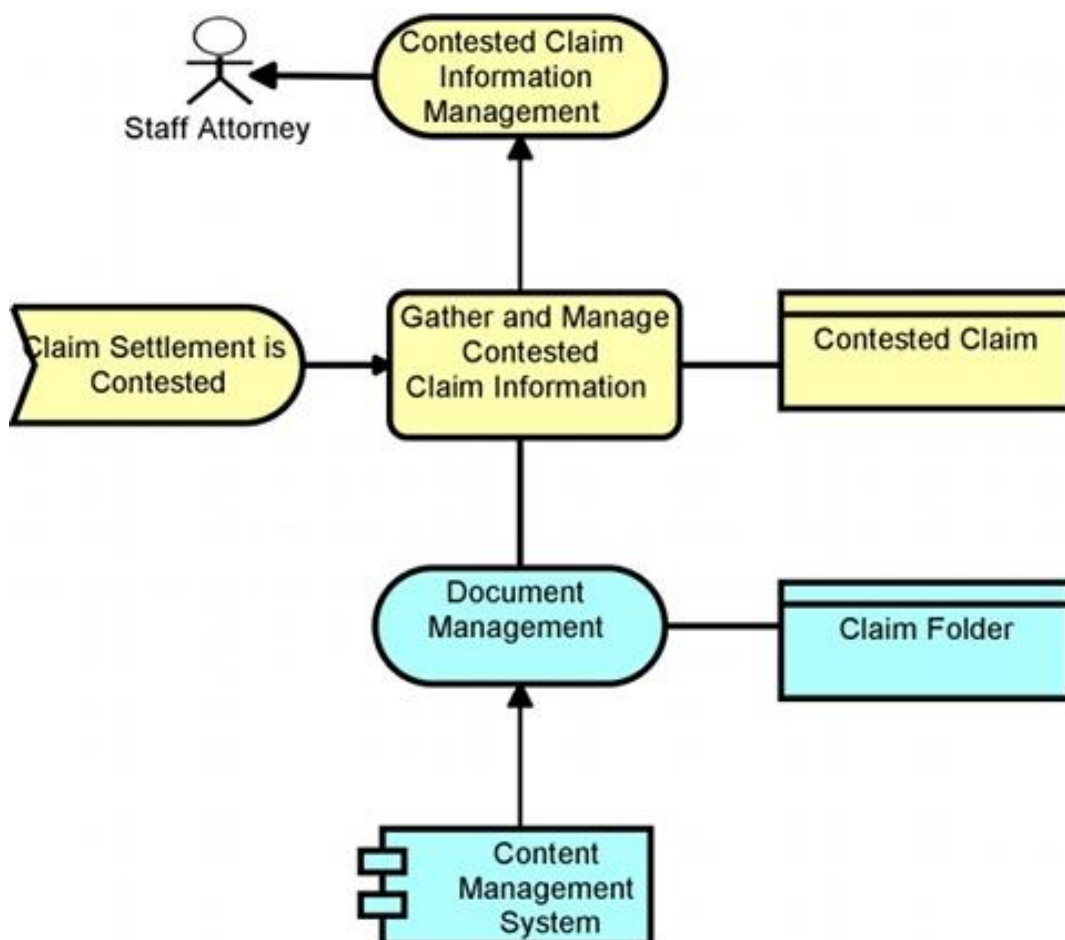 Contested Claim
Information
Management
Staff Attorney
Claim Settlement is
Contested
Gather and Manage
Contested
Claim Information
Contested Claim
Document
Management
Claim Folder
Content
Management
System